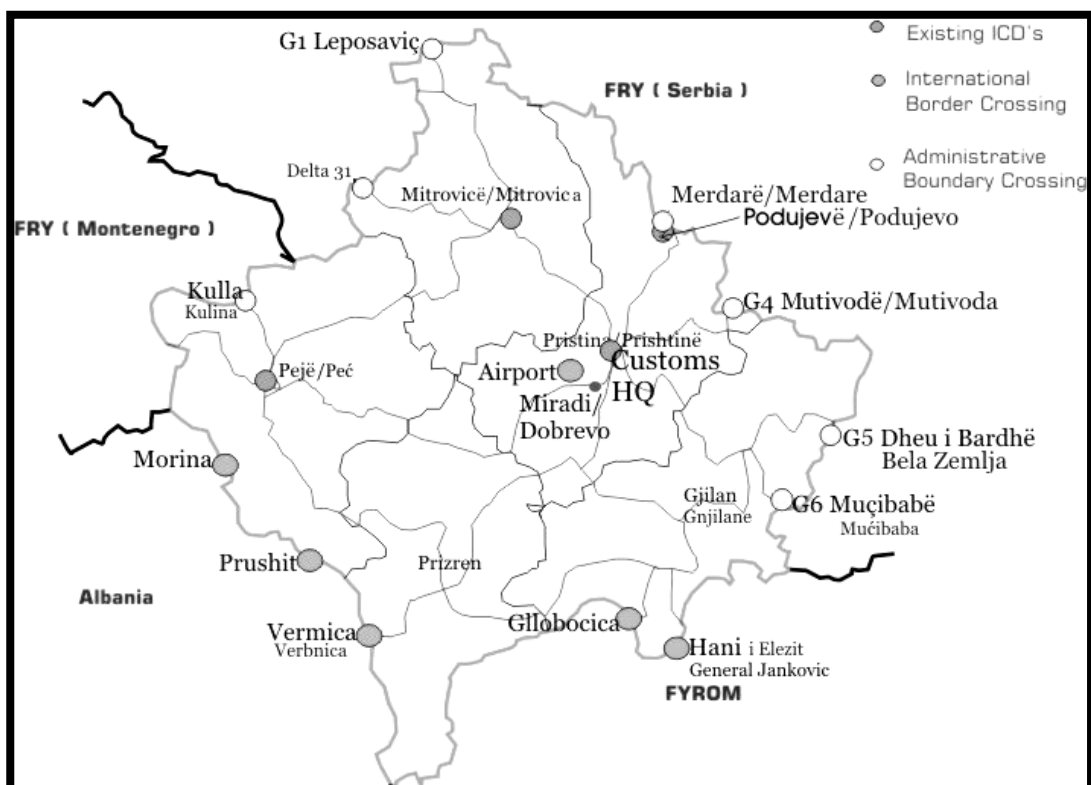 G1 Leposaviç
Existing ICD's
International
Border Crossing
FRY ( Serbia )
Administrative
Boundary Crossing
Delta 31
Mitrovicë/Mitrovica
Merdarë/Merdare
Podujevë/Podujevo
FRY ( Montenegro )
Kulla
Kulina
G4 Mutivodë/Mutivoda
Pristina/Prishtinë
Customs
HQ
Airport
Pejë/Peć
Miradi/
Dobrevo
G5 Dheu i Bardhë
Bela Zemlja
Morina
Gjilan
Gnjilane
G6 Muçibabë
Mućibaba
Prushit
Prizren
Albania
Vermica
Verbnica
Gllobocica
Hani i Elezit
General Jankovic
FYROM